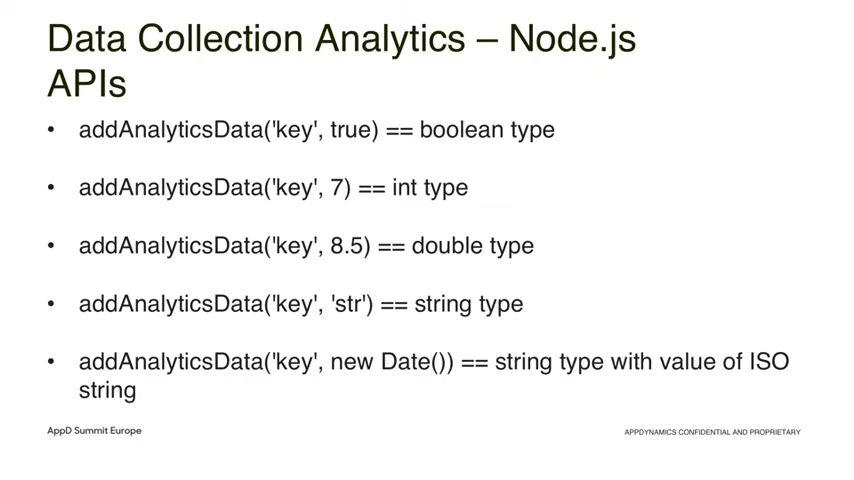 Data Collection Analytics – Node.js
APIs
• addAnalyticsData('key', true) == boolean type
• addAnalyticsData('key', 7) == int type
• addAnalyticsData('key', 8.5) == double type
• addAnalyticsData('key', 'str') == string type
• addAnalyticsData('key', new Date()) == string type with value of ISO
string
AppD Summit Europe
APPDYNAMICS CONFIDENTIAL AND PROPRIETARY